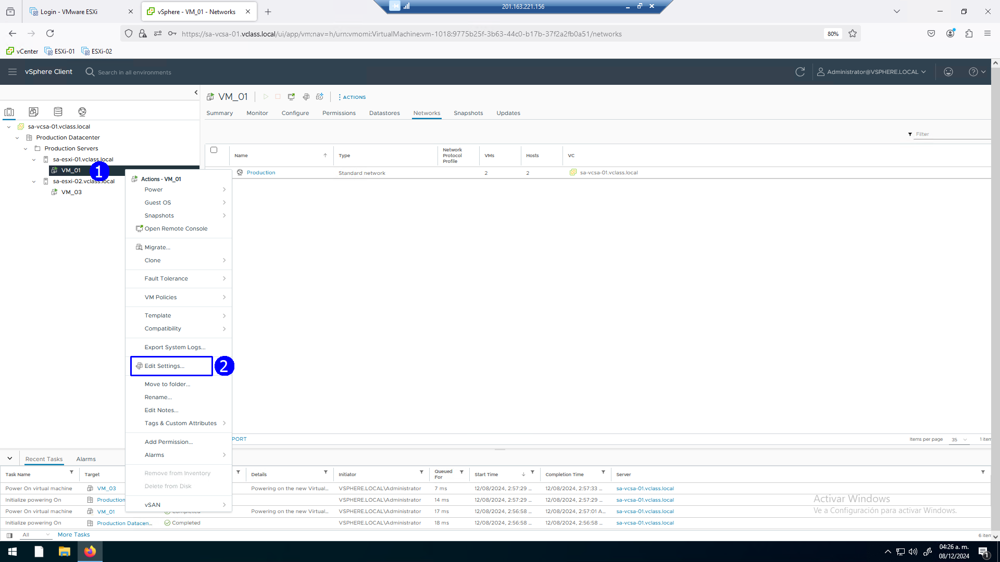 Login - VMware ESXi
vSphere - VM_01 - Networks
201.163.221.156
https://sa-vcsa-01.vclass.local/ui/app/vm;nav=h/urn:vmomi:VirtualMachine:vm-1018:9775b25f-3b63-44c0-b17b-37f2a2fb0a51/networks
80%
vCenter
ESXi-01
ESXi-02
vSphere Client
Search in all environments
Administrator@VSPHERE.LOCAL
VM_01
ACTIONS
Summary
Monitor
Configure
Permissions
Datastores
Networks
Snapshots
Updates
sa-vcsa-01.vclass.local
Production Datacenter
Production Servers
sa-esxi-01.vclass.local
VM_01
1
sa-esxi-02.vclass.local
VM_03
Filter
Name
Type
Network Protocol Profile
VMs
Hosts
VC
Production
Standard network
2
2
sa-vcsa-01.vclass.local
Actions - VM_01
Power
Guest OS
Snapshots
Open Remote Console
Migrate...
Clone
Fault Tolerance
VM Policies
Template
Compatibility
Export System Logs...
Edit Settings...
2
Move to folder...
Rename...
Edit Notes...
Tags & Custom Attributes
Add Permission...
Alarms
Remove from Inventory
Delete from Disk
vSAN
PORT
Items per page
35
1 item
Recent Tasks
Alarms
Task Name
Target
Details
Initiator
Queued For
Start Time
Completion Time
Server
Power On virtual machine
VM_03
Powering on the new Virtual...
VSPHERE.LOCAL\Administrator
7 ms
12/08/2024, 2:57:29 ...
12/08/2024, 2:57:33 ...
sa-vcsa-01.vclass.local
Initialize powering On
Production
VSPHERE.LOCAL\Administrator
14 ms
12/08/2024, 2:57:29 ...
12/08/2024, 2:57:29 ...
sa-vcsa-01.vclass.local
Power On virtual machine
VM_01
Completed
Powering on the new Virtual...
VSPHERE.LOCAL\Administrator
17 ms
12/08/2024, 2:56:58 ...
12/08/2024, 2:57:01 A...
sa-vcsa-01.vclass.local
Initialize powering On
Production Datacen...
Completed
VSPHERE.LOCAL\Administrator
18 ms
12/08/2024, 2:56:58 ...
12/08/2024, 2:56:58 ...
sa-vcsa-01.vclass.local
Activar Windows
Ve a Configuración para activar Windows.
All
More Tasks
6 item
04:26 a. m.
08/12/2024
1